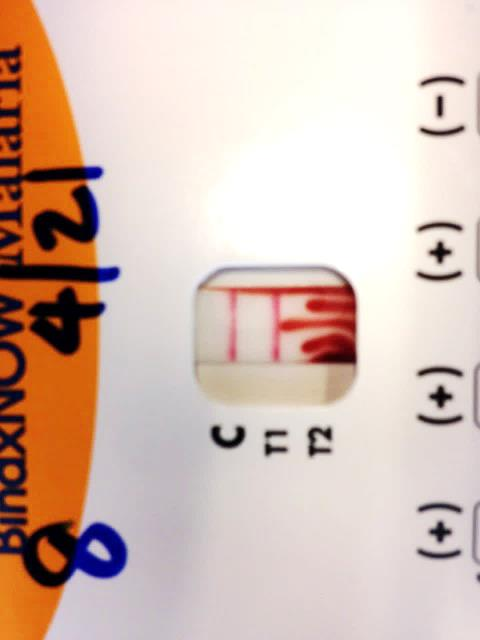 BinaxNOW Malaria
4/21
8
C
T1
T2
(-)
(+)
(+)
(+)